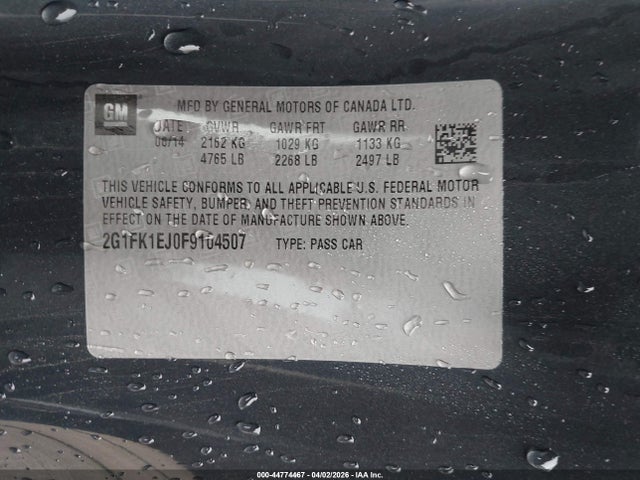 GM
MFD BY GENERAL MOTORS OF CANADA LTD.
DATE GVWR GAWR FRT GAWR RR
08/14 2162 KG 1029 KG 1133 KG
4765 LB 2268 LB 2497 LB
THIS VEHICLE CONFORMS TO ALL APPLICABLE U.S. FEDERAL MOTOR
VEHICLE SAFETY, BUMPER, AND THEFT PREVENTION STANDARDS IN
EFFECT ON THE DATE OF MANUFACTURE SHOWN ABOVE.
2G1FK1EJ0F9104507 TYPE: PASS CAR
000-44774467 - 04/02/2026 - IAA Inc.